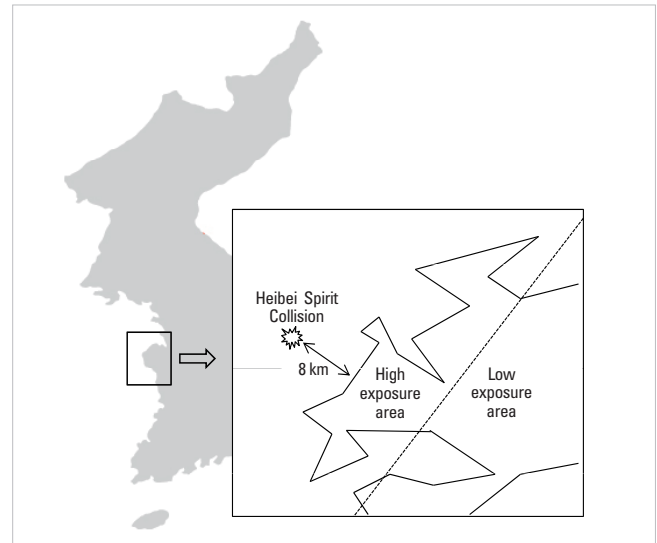 Heibei Spirit
Collision
8 km
High
exposure
area
Low
exposure
area